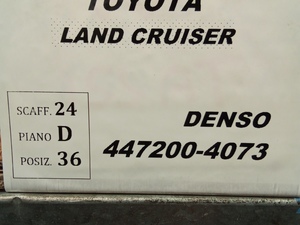 TOYOTA
LAND CRUISER
SCAFF. 24
PIANO D
POSIZ. 36
DENSO
447200-4073